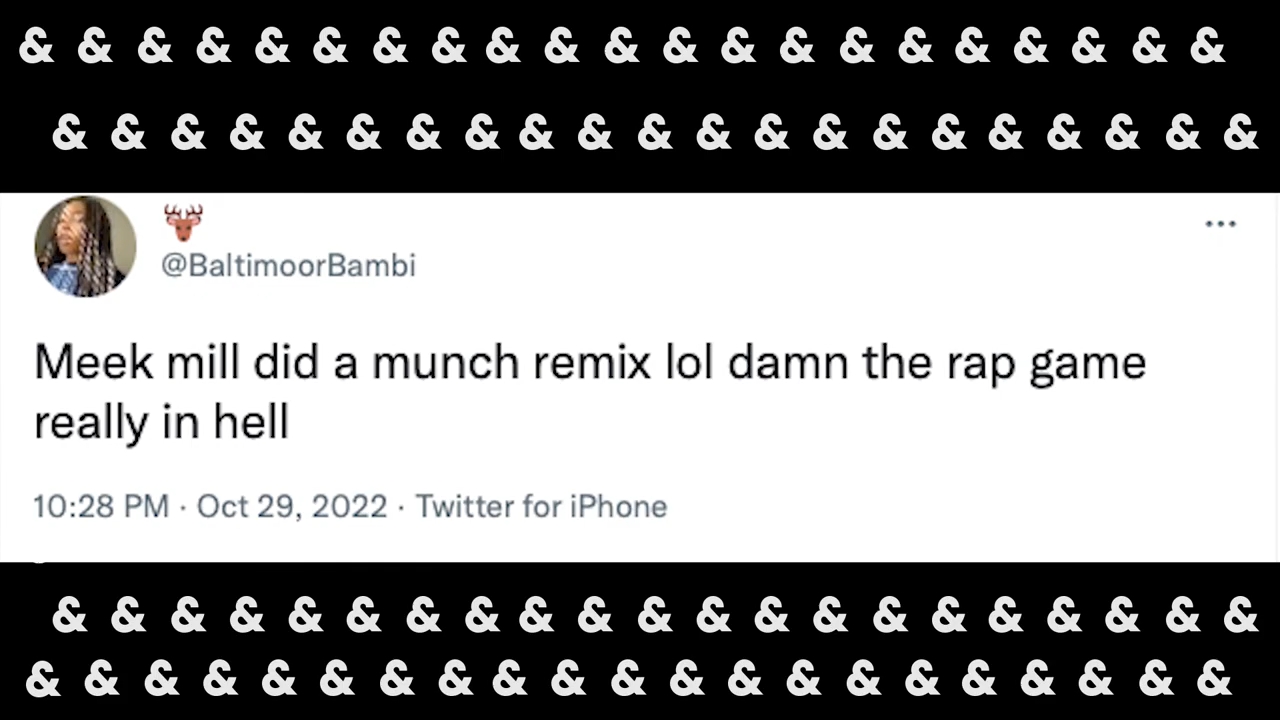 & & & & & & & & & & & & & & & & & & & & &
& & & & & & & & & & & & & & & & & & & & &
@BaltimoorBambi
Meek mill did a munch remix lol damn the rap game
really in hell
10:28 PM · Oct 29, 2022 · Twitter for iPhone
& & & & & & & & & & & & & & & & & & & & &
& & & & & & & & & & & & & & & & & & & & &